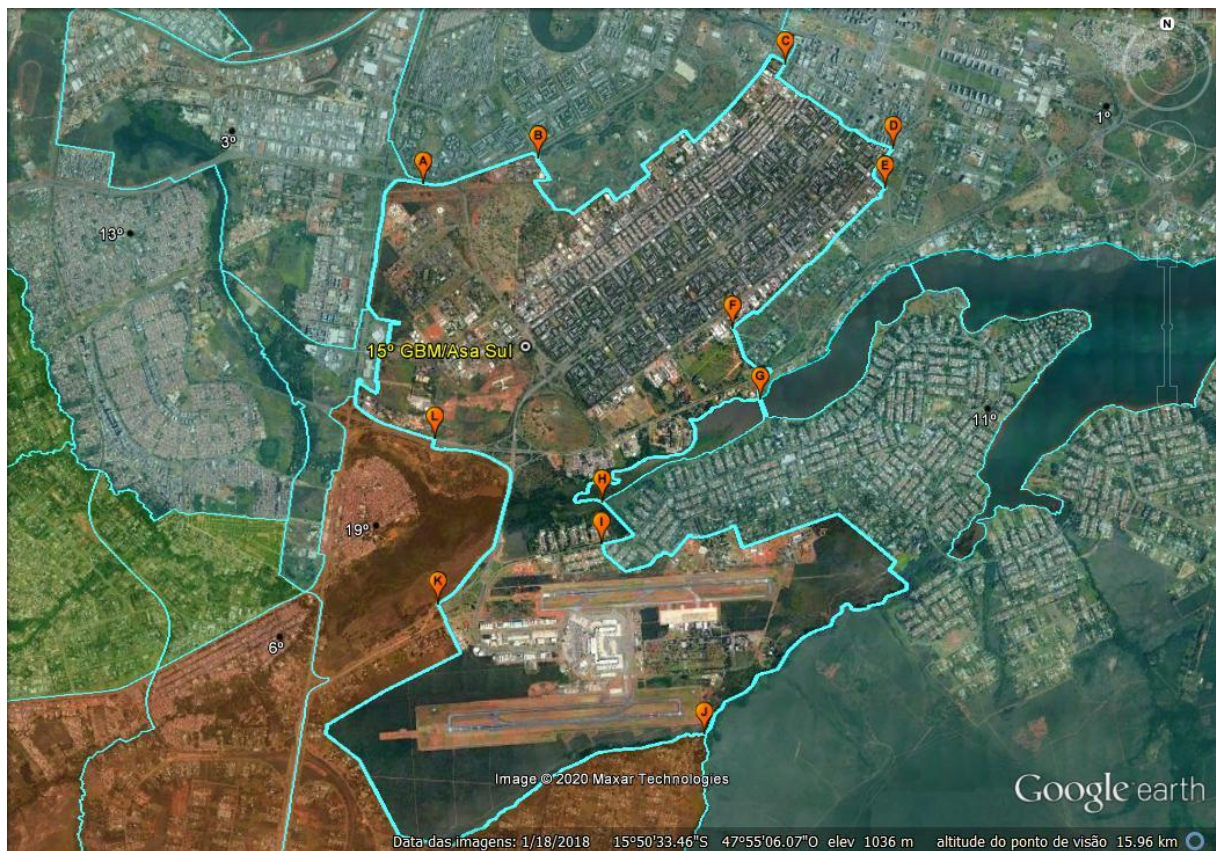 N
C
1º
D
3º
B
A
E
13º
F
15º GBM/Asa Sul
G
11º
L
H
19º
I
K
6º
J
Image © 2020 Maxar Technologies
Google earth
Data das imagens: 1/18/2018 15°50'33.46"S 47°55'06.07"O elev 1036 m altitude do ponto de visão 15.96 km